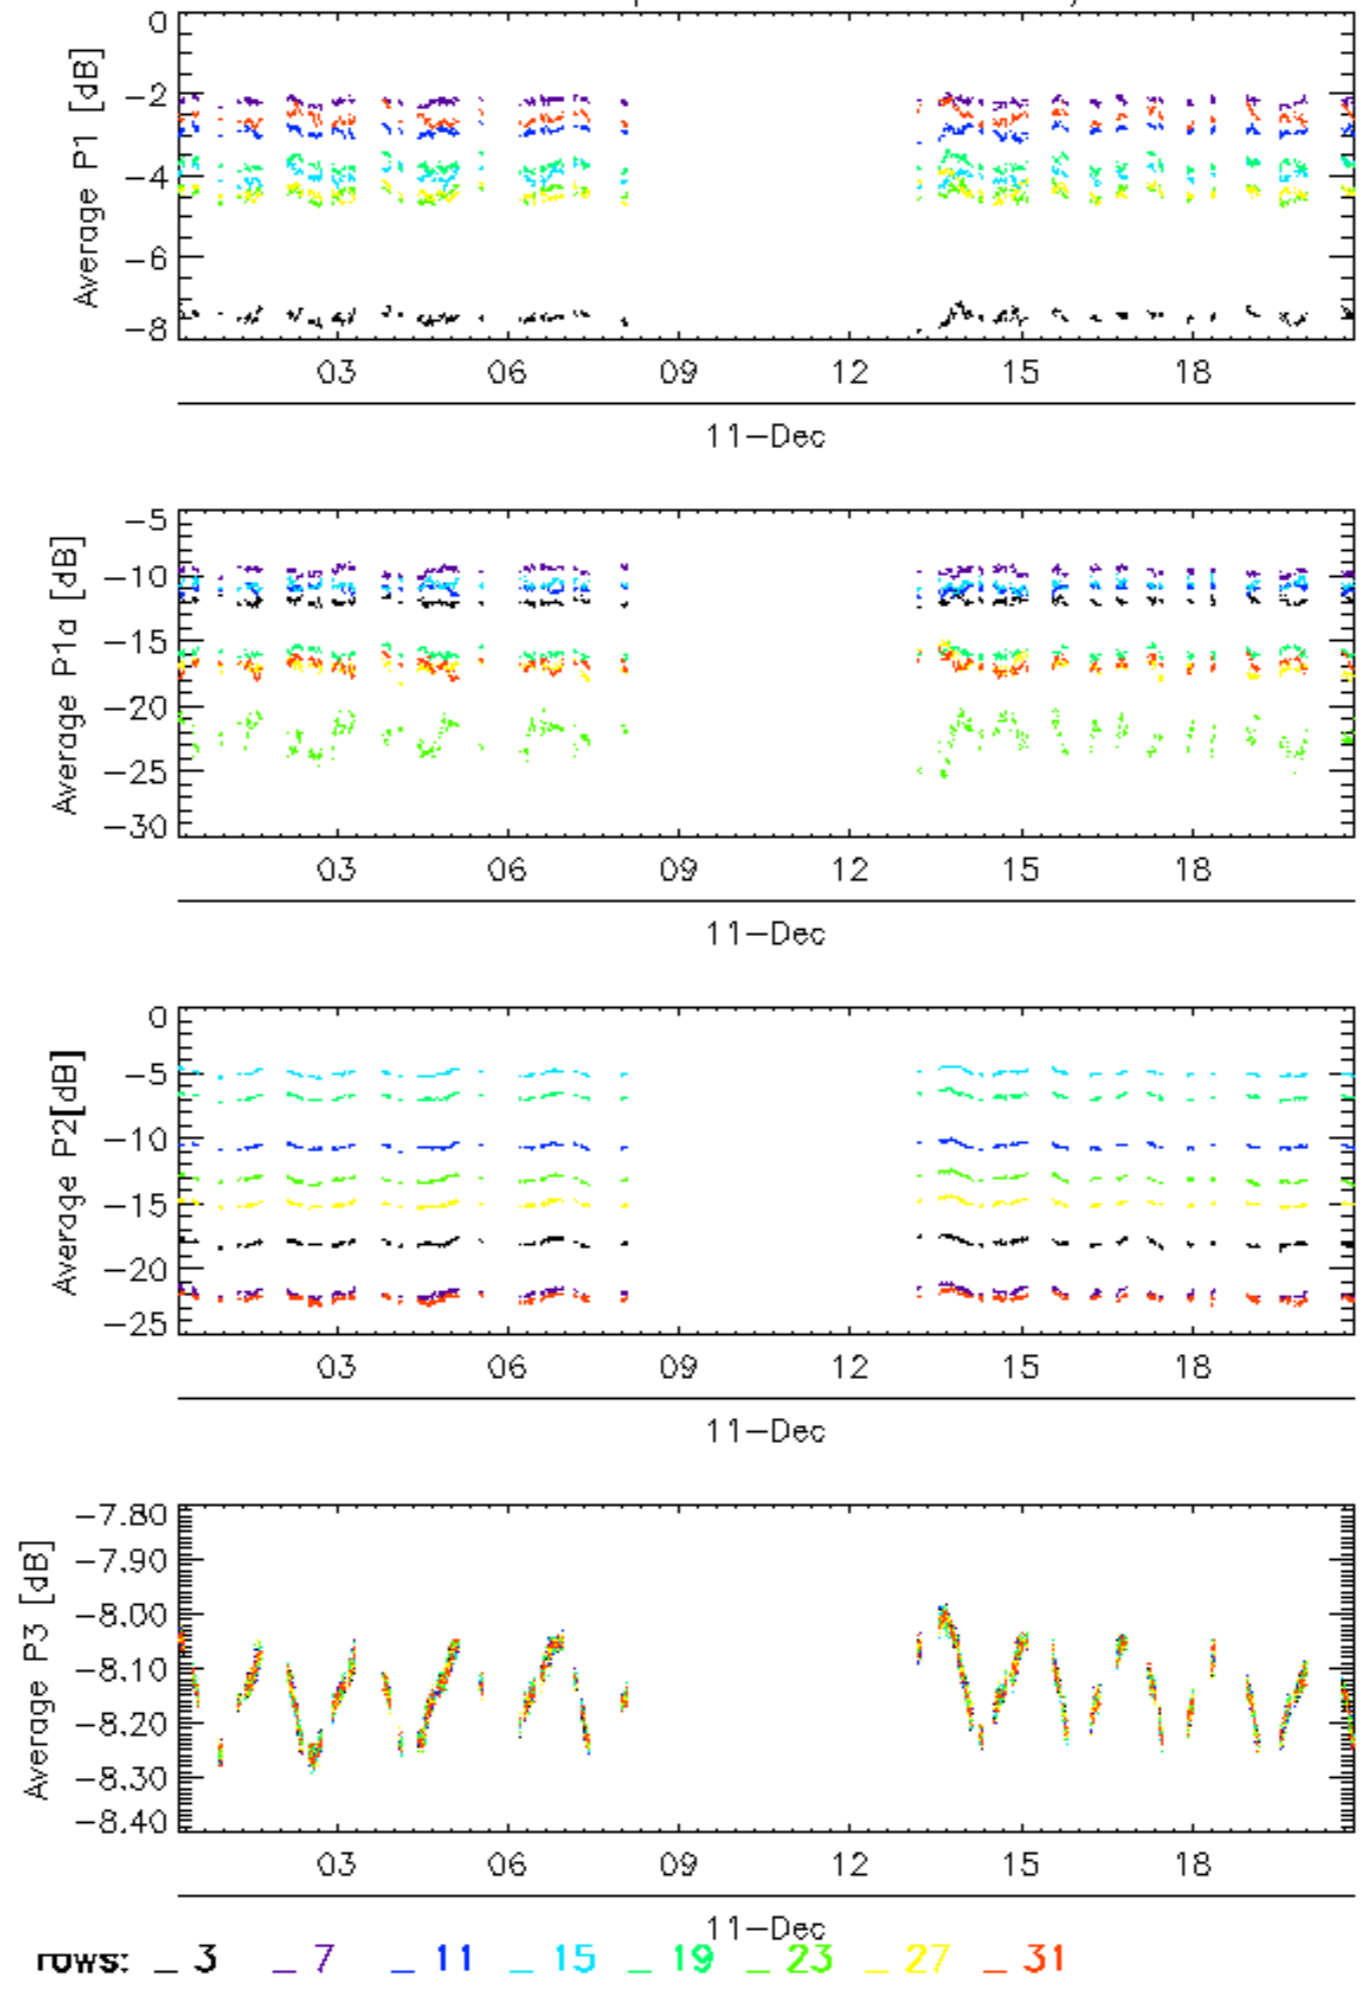 0
−2
−4
−6
−8
Average P1 [dB]
03 06 09 12 15 18
11−Dec
−5
−10
−15
−20
−25
−30
Average P1a [dB]
03 06 09 12 15 18
11−Dec
0
−5
−10
−15
−20
−25
Average P2[dB]
03 06 09 12 15 18
11−Dec
−7.80
−7.90
−8.00
−8.10
−8.20
−8.30
−8.40
Average P3 [dB]
03 06 09 12 15 18
11−Dec
rows: _ 3 _ 7 _ 11 _ 15 _ 19 _ 23 _ 27 _ 31